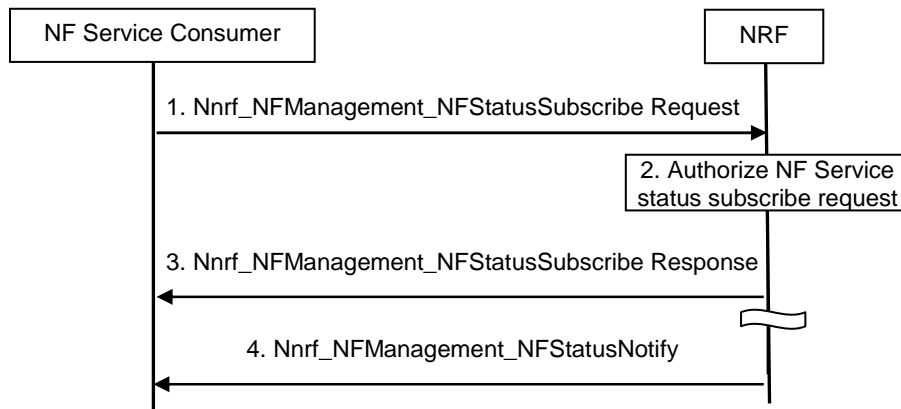 NF Service Consumer
NRF
1. Nnrf_NFManagement_NFStatusSubscribe Request
2. Authorize NF Service
status subscribe request
3. Nnrf_NFManagement_NFStatusSubscribe Response
4. Nnrf_NFManagement_NFStatusNotify